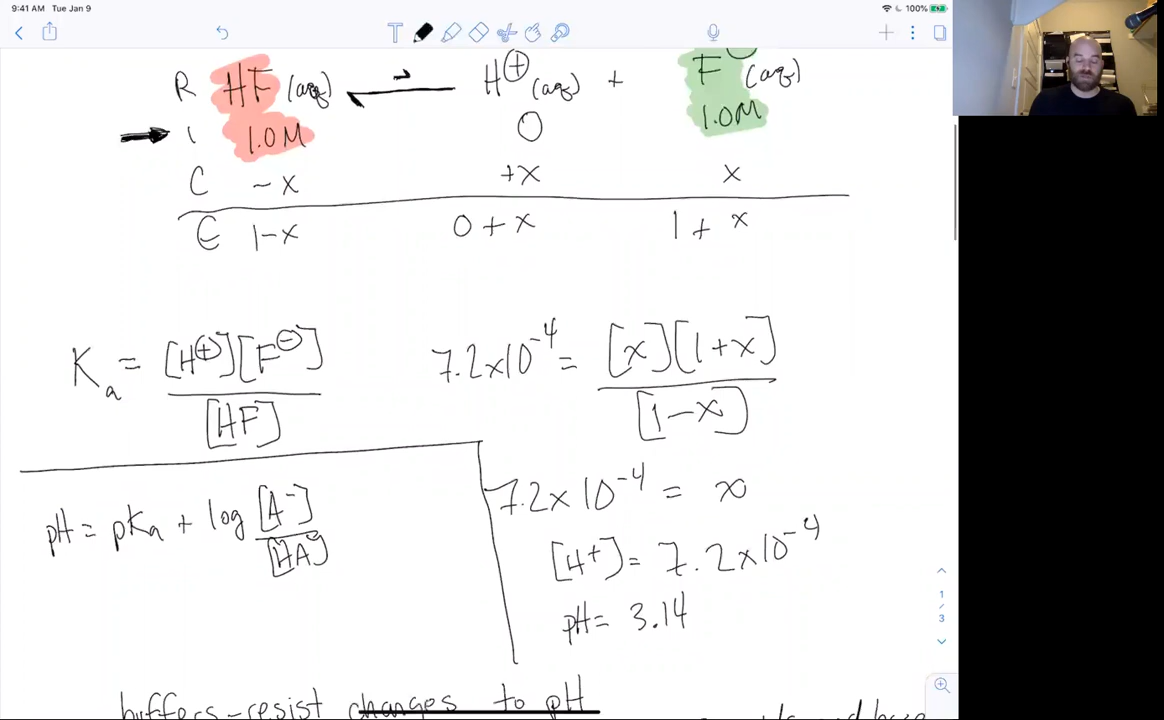 9:41 AM Tue Jan 9
100%
R HF (aq) ⇌ H⊕ (aq) + F (aq)
I 1.0M 0 1.0M
C -x +x x
E 1-x 0+x 1+x
Ka = [H⊕][F⊖] / [HF]
7.2x10⁻⁴ = [x][1+x] / [1-x]
pH = pKa + log [A⁻] / [HA]
7.2x10⁻⁴ = x
[H+] = 7.2x10⁻⁴
pH = 3.14
1
/
3
buffers - resist changes to pH